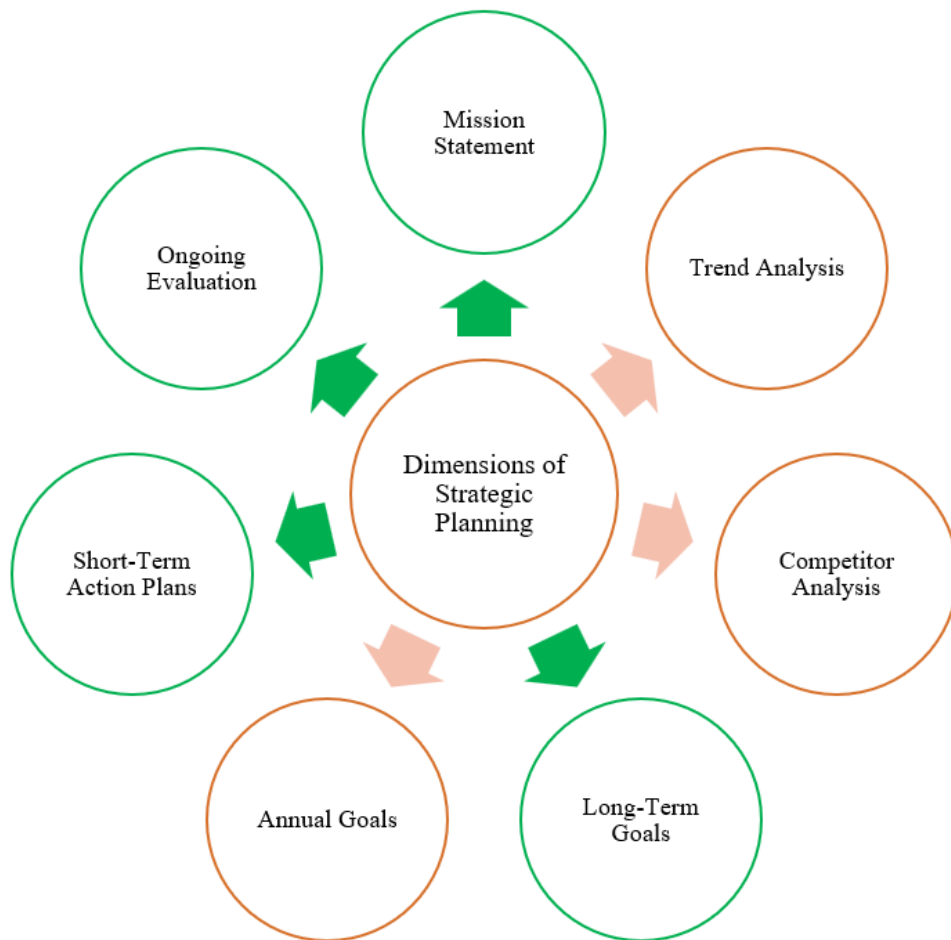 Mission
Statement
Trend Analysis
Competitor
Analysis
Long-Term
Goals
Annual Goals
Short-Term
Action Plans
Ongoing
Evaluation
Dimensions of
Strategic
Planning